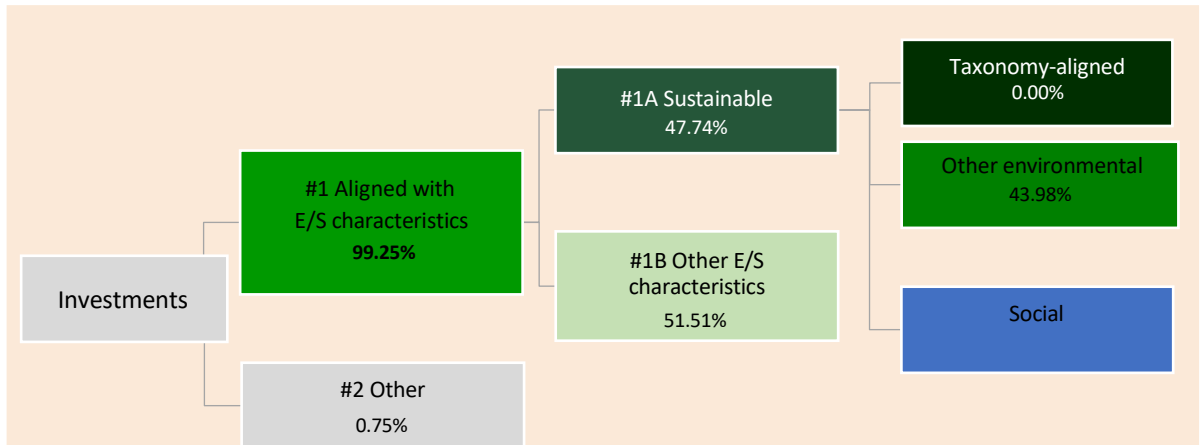 Investments
#1 Aligned with
E/S characteristics
99.25%
#2 Other
0.75%
#1A Sustainable
47.74%
#1B Other E/S
characteristics
51.51%
Taxonomy-aligned
0.00%
Other environmental
43.98%
Social